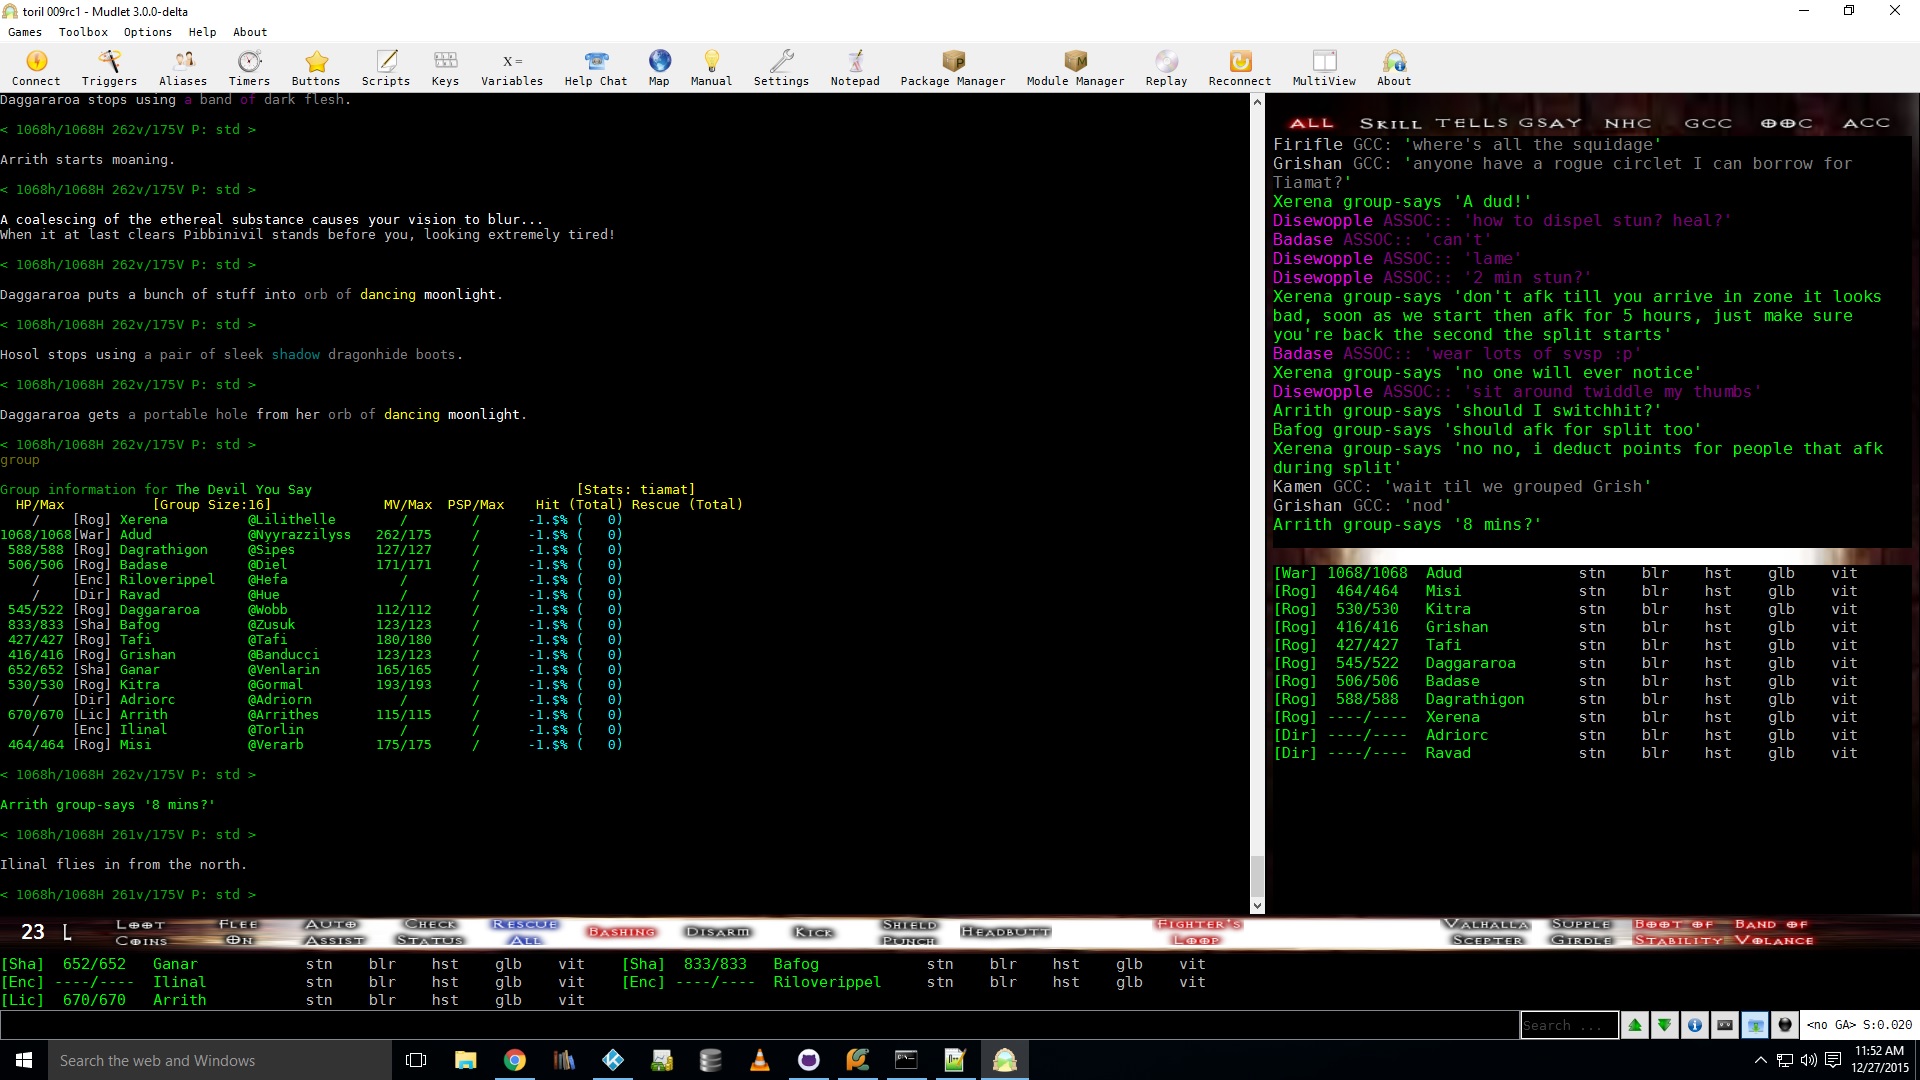 toril 009rc1 - Mudlet 3.0.0-delta
Games Toolbox Options Help About
Connect Triggers Aliases Timers Buttons Scripts Keys Variables Help Chat Map Manual Settings Notepad Package Manager Module Manager Replay Reconnect MultiView About
Daggararoa stops using a band of dark flesh.
< 1068h/1068H 262v/175V P: std >
Arrith starts moaning.
< 1068h/1068H 262v/175V P: std >
A coalescing of the ethereal substance causes your vision to blur...
When it at last clears Pibbinivil stands before you, looking extremely tired!
< 1068h/1068H 262v/175V P: std >
Daggararoa puts a bunch of stuff into orb of dancing moonlight.
< 1068h/1068H 262v/175V P: std >
Hosol stops using a pair of sleek shadow dragonhide boots.
< 1068h/1068H 262v/175V P: std >
Daggararoa gets a portable hole from her orb of dancing moonlight.
< 1068h/1068H 262v/175V P: std >
group
Group information for The Devil You Say [Stats: tiamat]
HP/Max [Group Size:16] MV/Max PSP/Max Hit (Total) Rescue (Total)
/ [Rog] Xerena @Lilithelle / / -1.$% ( 0)
1068/1068[War] Adud @Nyyrazzilyss 262/175 / -1.$% ( 0)
588/588 [Rog] Dagrathigon @Sipes 127/127 / -1.$% ( 0)
506/506 [Rog] Badase @Diel 171/171 / -1.$% ( 0)
/ [Enc] Riloverippel @Hefa / / -1.$% ( 0)
/ [Dir] Ravad @Hue / / -1.$% ( 0)
545/522 [Rog] Daggararoa @Wobb 112/112 / -1.$% ( 0)
833/833 [Sha] Bafog @Zusuk 123/123 / -1.$% ( 0)
427/427 [Rog] Tafi @Tafi 180/180 / -1.$% ( 0)
416/416 [Rog] Grishan @Banducci 123/123 / -1.$% ( 0)
652/652 [Sha] Ganar @Venlarin 165/165 / -1.$% ( 0)
530/530 [Rog] Kitra @Gormal 193/193 / -1.$% ( 0)
/ [Dir] Adriorc @Adriorn / / -1.$% ( 0)
670/670 [Lic] Arrith @Arrithes 115/115 / -1.$% ( 0)
/ [Enc] Ilinal @Torlin / / -1.$% ( 0)
464/464 [Rog] Misi @Verarb 175/175 / -1.$% ( 0)
< 1068h/1068H 262v/175V P: std >
Arrith group-says '8 mins?'
< 1068h/1068H 261v/175V P: std >
Ilinal flies in from the north.
< 1068h/1068H 261v/175V P: std >
ALL SKILL TELLS GSAY NHC GCC OOC ACC
Firifle GCC: 'where's all the squidage'
Grishan GCC: 'anyone have a rogue circlet I can borrow for
Tiamat?'
Xerena group-says 'A dud!'
Disewopple ASSOC:: 'how to dispel stun? heal?'
Badase ASSOC:: 'can't'
Disewopple ASSOC:: 'lame'
Disewopple ASSOC:: '2 min stun?'
Xerena group-says 'don't afk till you arrive in zone it looks
bad, soon as we start then afk for 5 hours, just make sure
you're back the second the split starts'
Badase ASSOC:: 'wear lots of svsp :p'
Xerena group-says 'no one will ever notice'
Disewopple ASSOC:: 'sit around twiddle my thumbs'
Arrith group-says 'should I switchhit?'
Bafog group-says 'should afk for split too'
Xerena group-says 'no no, i deduct points for people that afk
during split'
Kamen GCC: 'wait til we grouped Grish'
Grishan GCC: 'nod'
Arrith group-says '8 mins?'
[War] 1068/1068 Adud stn blr hst glb vit
[Rog] 464/464 Misi stn blr hst glb vit
[Rog] 530/530 Kitra stn blr hst glb vit
[Rog] 416/416 Grishan stn blr hst glb vit
[Rog] 427/427 Tafi stn blr hst glb vit
[Rog] 545/522 Daggararoa stn blr hst glb vit
[Rog] 506/506 Badase stn blr hst glb vit
[Rog] 588/588 Dagrathigon stn blr hst glb vit
[Rog] ----/---- Xerena stn blr hst glb vit
[Dir] ----/---- Adriorc stn blr hst glb vit
[Dir] ----/---- Ravad stn blr hst glb vit
23 L
LOOT FLEE AUTO CHECK RESCUE BASHING DISARM KICK SHIELD HEADBUTT FIGHTER'S VALHALLA SUPPLE BOOT OF BAND OF
COINS ON ASSIST STATUS ALL PUNCH LOOP SCEPTER GIRDLE STABILITY VOLANCE
[Sha] 652/652 Ganar stn blr hst glb vit [Sha] 833/833 Bafog stn blr hst glb vit
[Enc] ----/---- Ilinal stn blr hst glb vit [Enc] ----/---- Riloverippel stn blr hst glb vit
[Lic] 670/670 Arrith stn blr hst glb vit
Search ... <no GA> S:0.020
Search the web and Windows
11:52 AM
12/27/2015